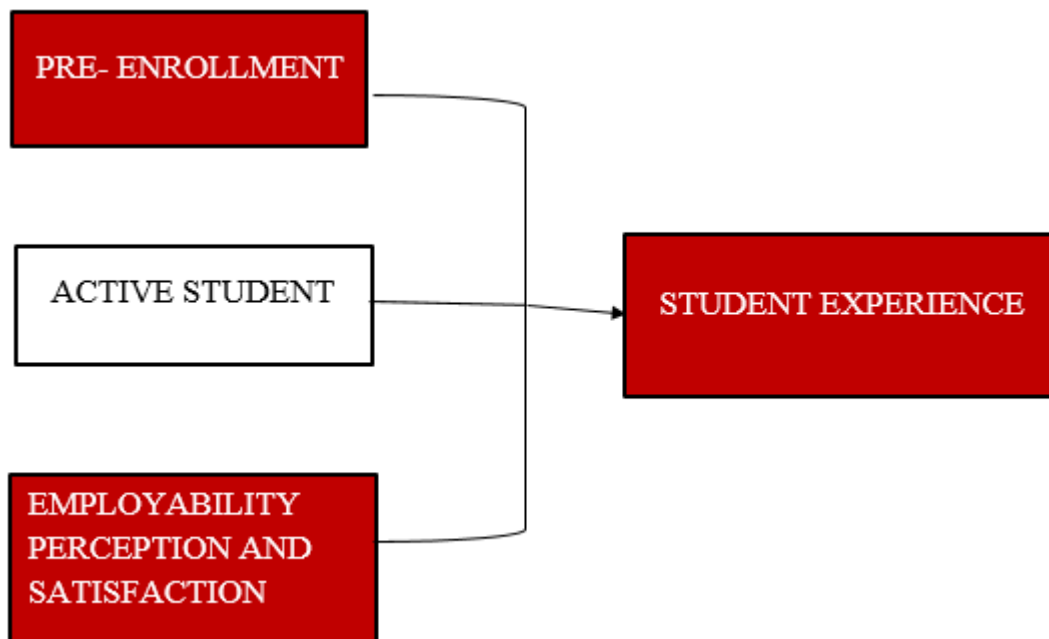 PRE- ENROLLMENT
ACTIVE STUDENT
STUDENT EXPERIENCE
EMPLOYABILITY
PERCEPTION AND
SATISFACTION